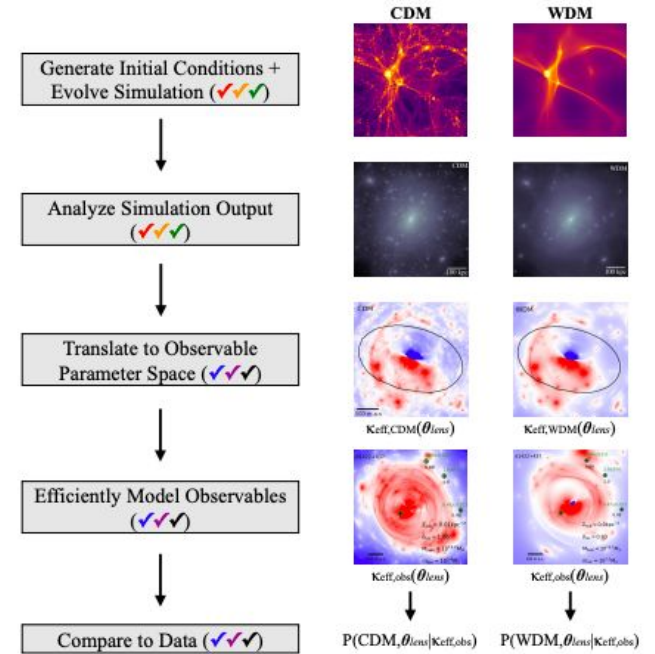 CDM WDM
Generate Initial Conditions +
Evolve Simulation (✓✓✓)
CDM WDM
Analyze Simulation Output
(✓✓✓)
100 kpc
CDM WDM
Translate to Observable
Parameter Space (✓✓✓)
κeff,CDM(θlens) κeff,WDM(θlens)
Efficiently Model Observables
(✓✓✓)
κeff,obs(θlens) κeff,obs(θlens)
Compare to Data (✓✓✓)
P(CDM,θlens|κeff,obs) P(WDM,θlens|κeff,obs)